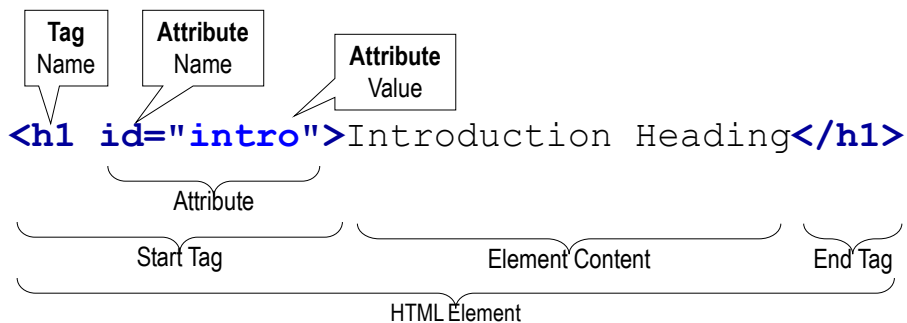 Tag
Name
Attribute
Name
Attribute
Value
<h1 id="intro">Introduction Heading</h1>
Attribute
Start Tag
Element Content
End Tag
HTML Element